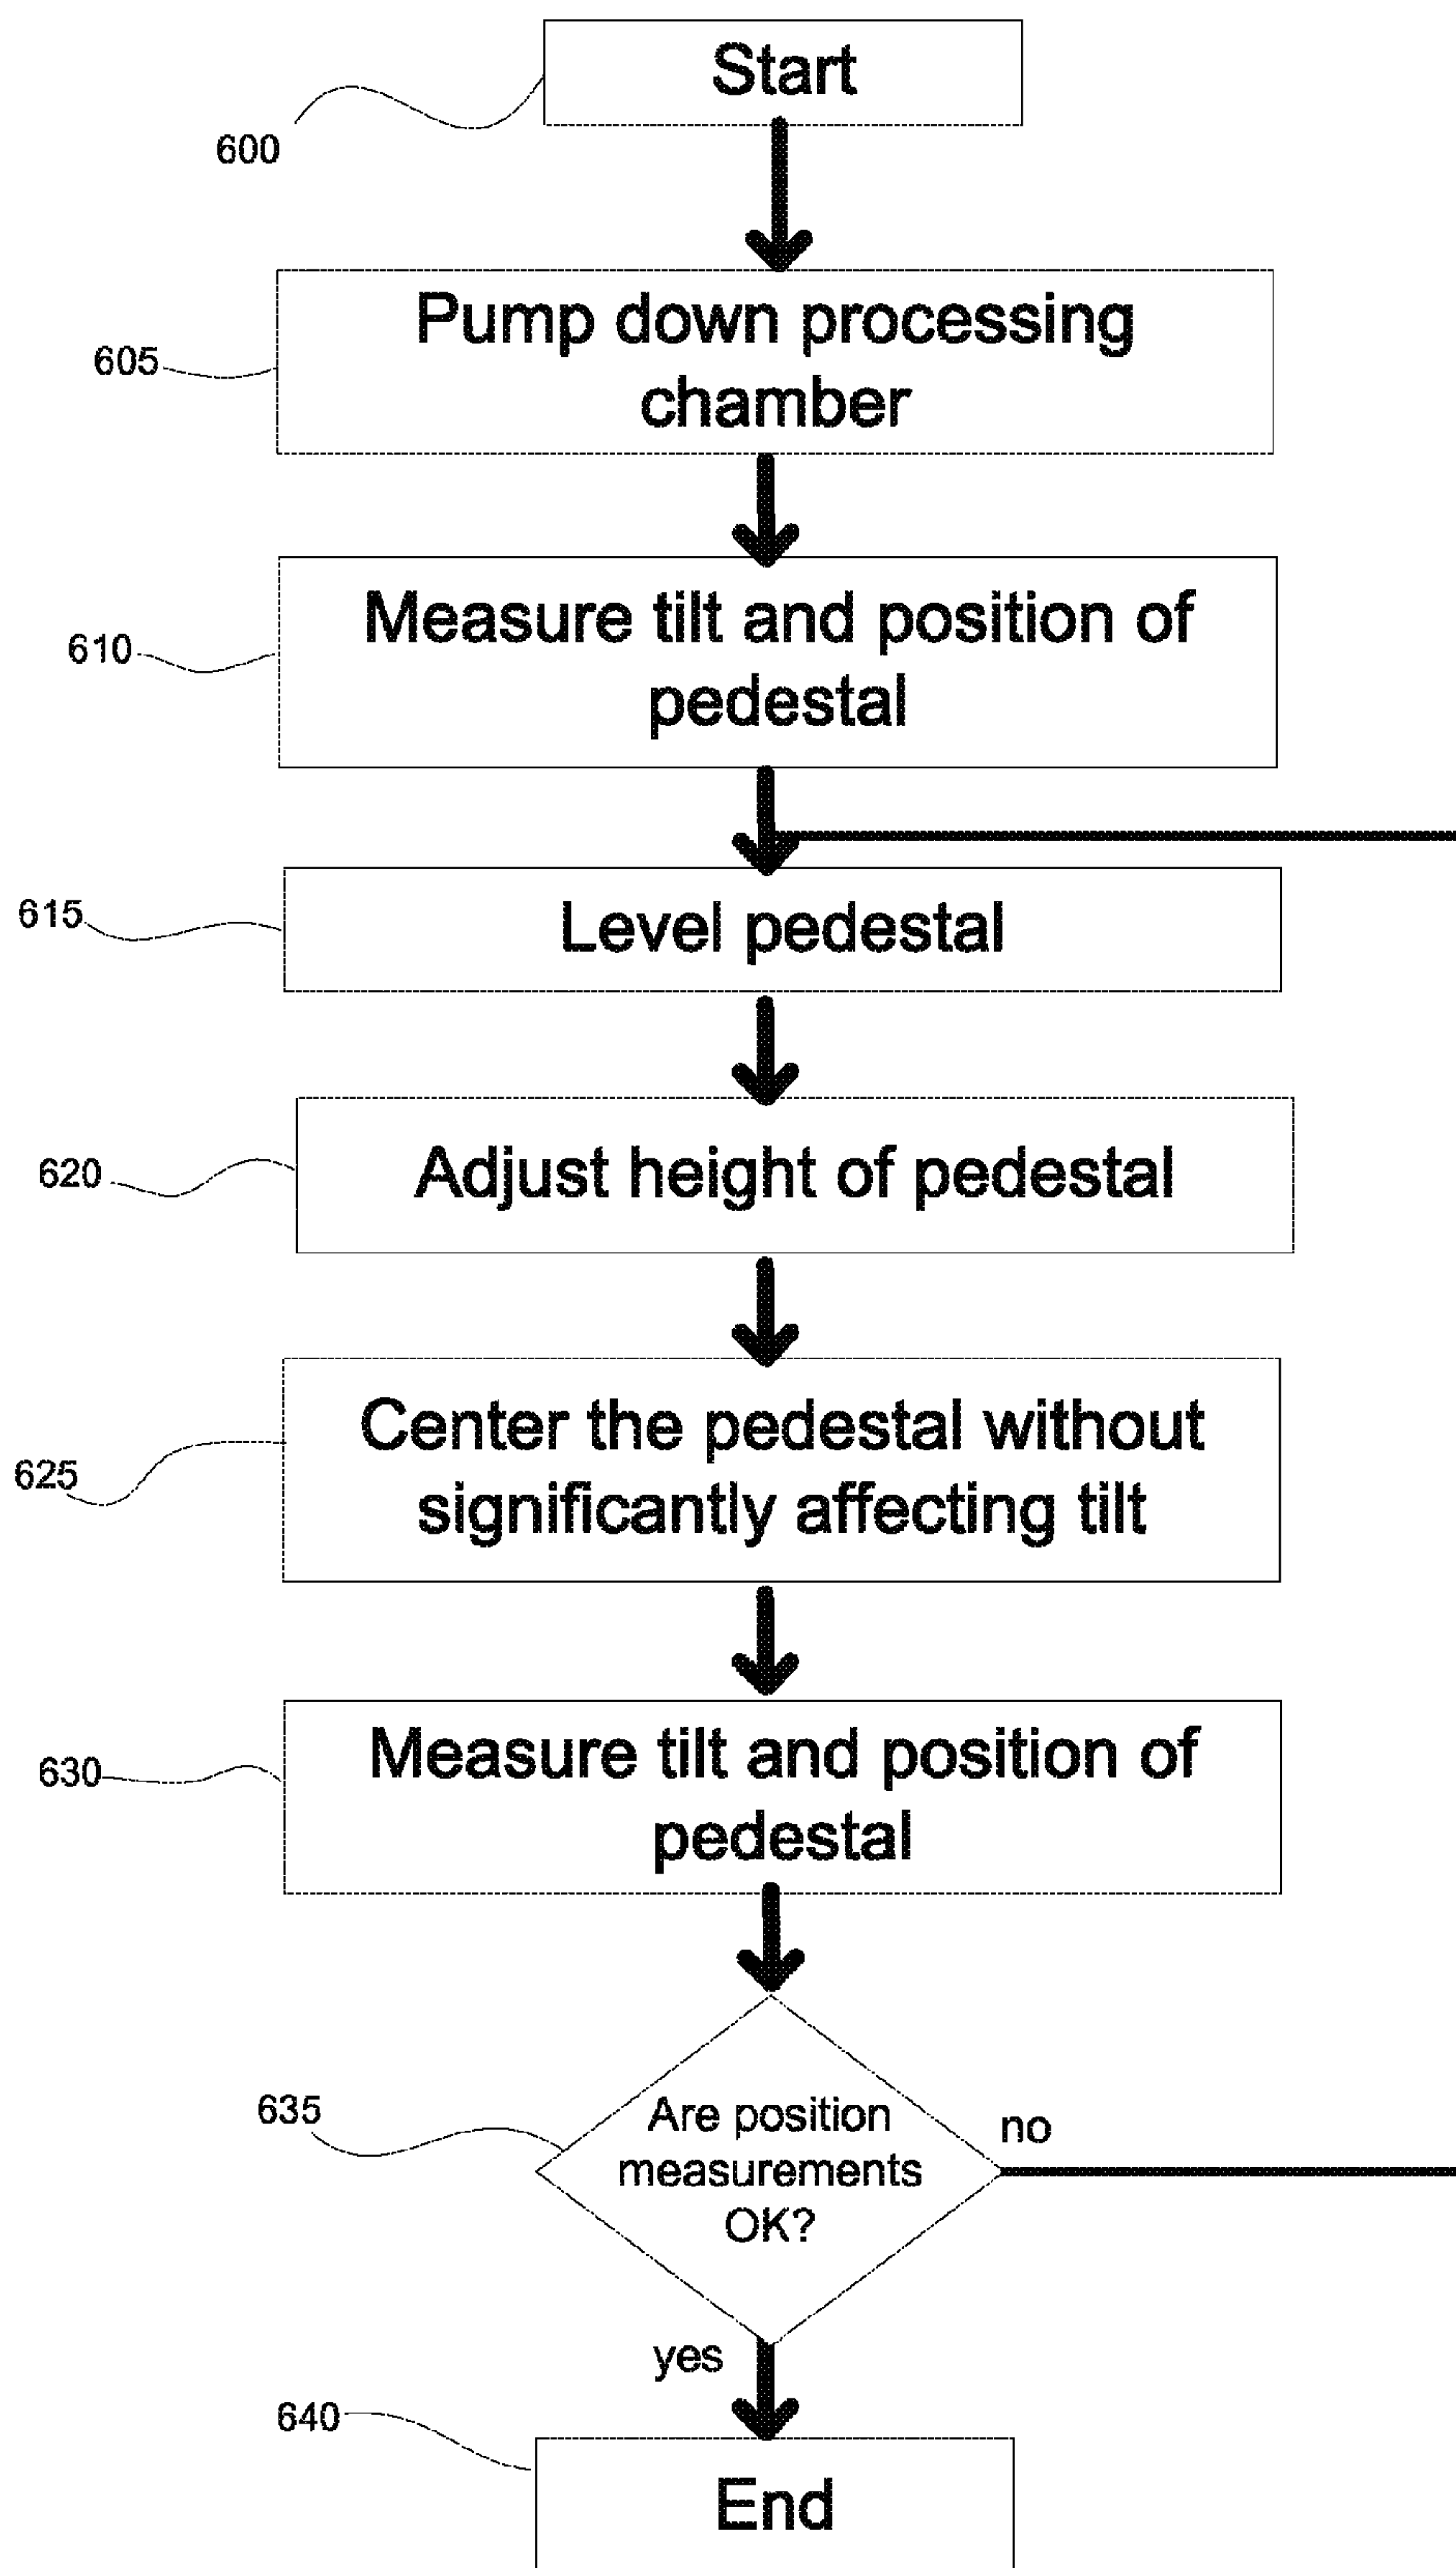 Start
600
Pump down processing
chamber
605
Measure tilt and position of
pedestal
610
Level pedestal
615
Adjust height of pedestal
620
Center the pedestal without
significantly affecting tilt
625
Measure tilt and position of
pedestal
630
Are position
measurements
OK?
635
no
yes
640
End